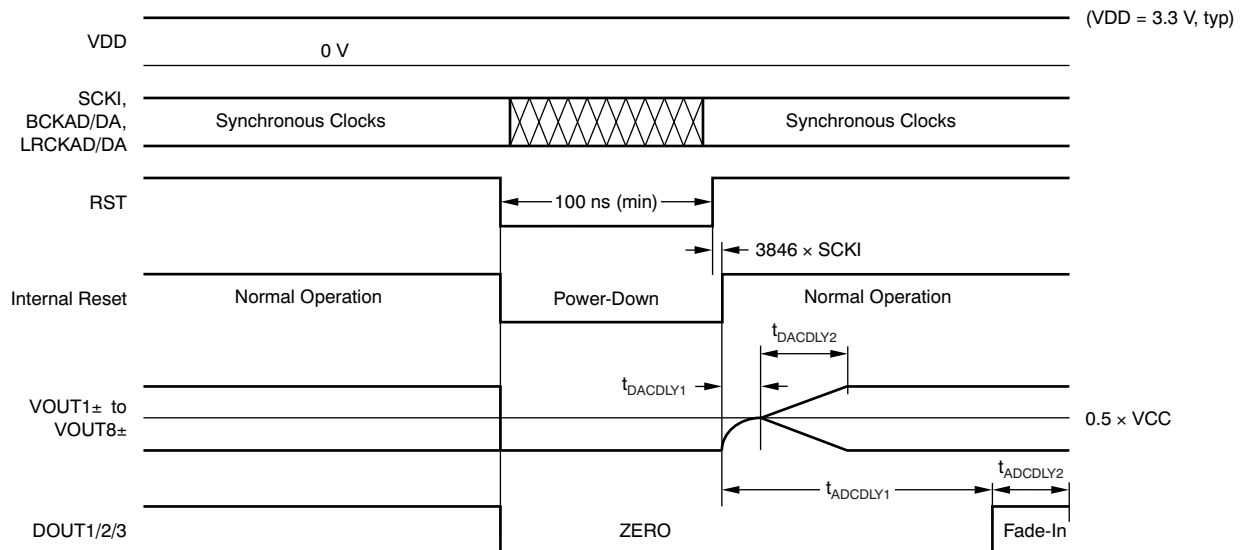 (VDD = 3.3 V, typ)
VDD
0 V
SCKI,
BCKAD/DA,
LRCKAD/DA
Synchronous Clocks
Synchronous Clocks
RST
100 ns (min)
3846 × SCKI
Internal Reset
Normal Operation
Power-Down
Normal Operation
tDACDLY2
tDACDLY1
VOUT1± to
VOUT8±
0.5 × VCC
tADCDLY2
tADCDLY1
DOUT1/2/3
ZERO
Fade-In